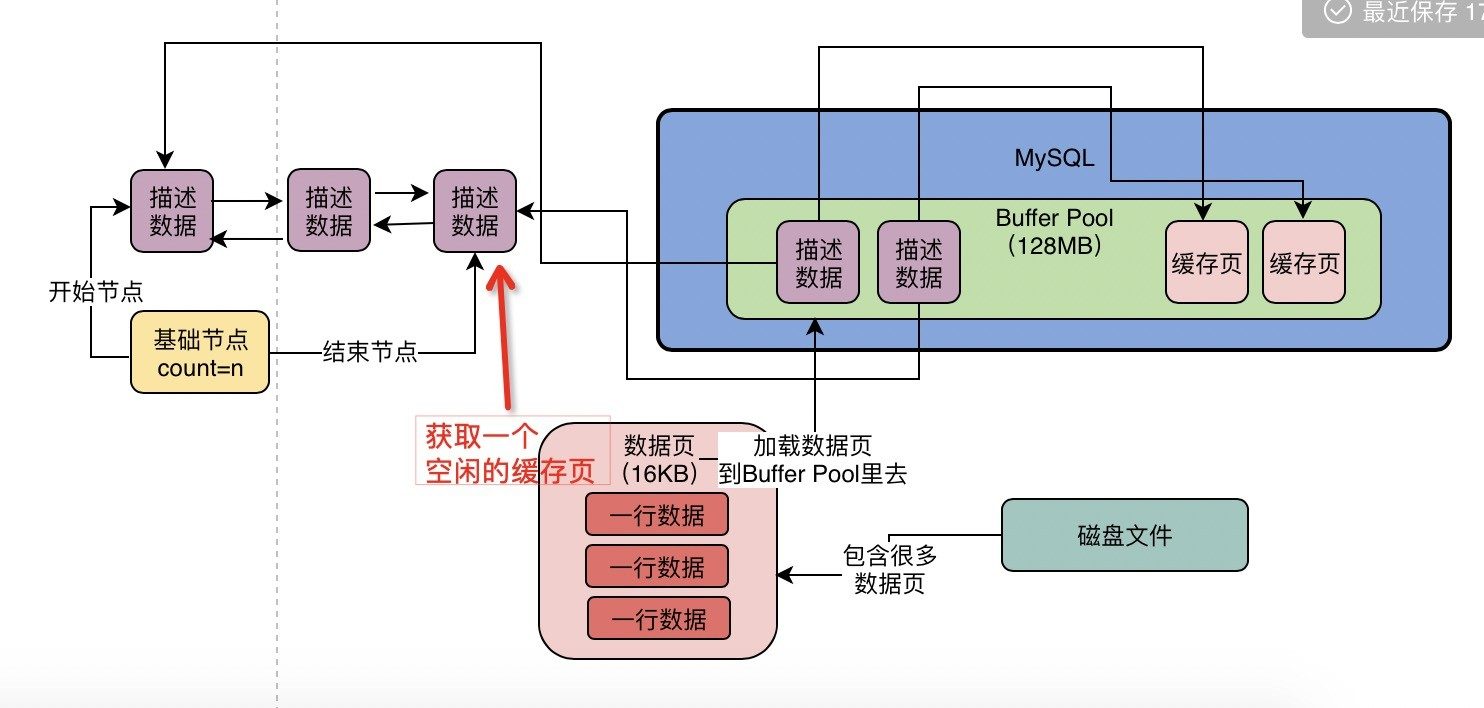 最近保存 17
MySQL
Buffer Pool
（128MB）
描述
数据
描述
数据
描述
数据
描述
数据
描述
数据
缓存页
缓存页
开始节点
基础节点
count=n
结束节点
获取一个
空闲的缓存页
数据页
（16KB）
加载数据页
到Buffer Pool里去
一行数据
一行数据
一行数据
包含很多
数据页
磁盘文件